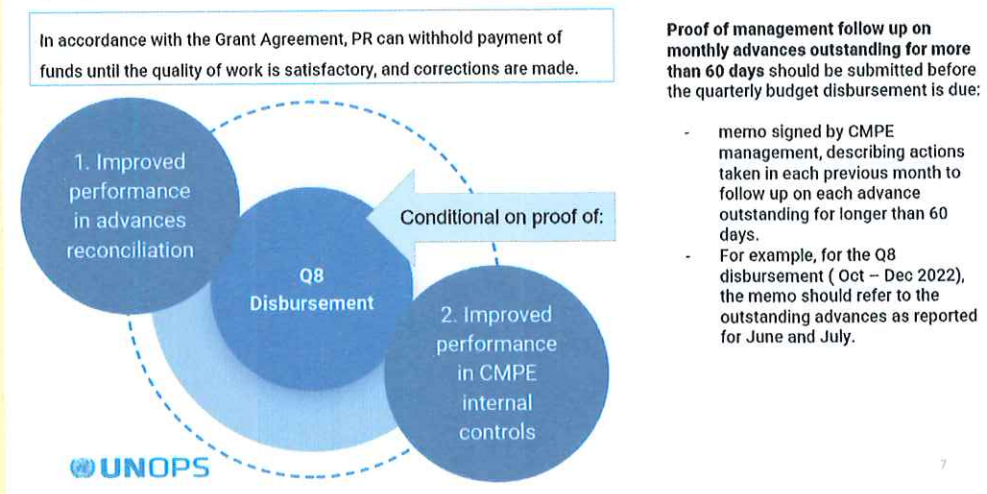 In accordance with the Grant Agreement, PR can withhold payment of
funds until the quality of work is satisfactory, and corrections are made.
1. Improved
performance
in advances
reconciliation
Conditional on proof of:
Q8
Disbursement
2. Improved
performance
in CMPE
internal
controls
UNOPS
Proof of management follow up on
monthly advances outstanding for more
than 60 days should be submitted before
the quarterly budget disbursement is due:
- memo signed by CMPE
management, describing actions
taken in each previous month to
follow up on each advance
outstanding for longer than 60
days.
- For example, for the Q8
disbursement ( Oct – Dec 2022),
the memo should refer to the
outstanding advances as reported
for June and July.
7